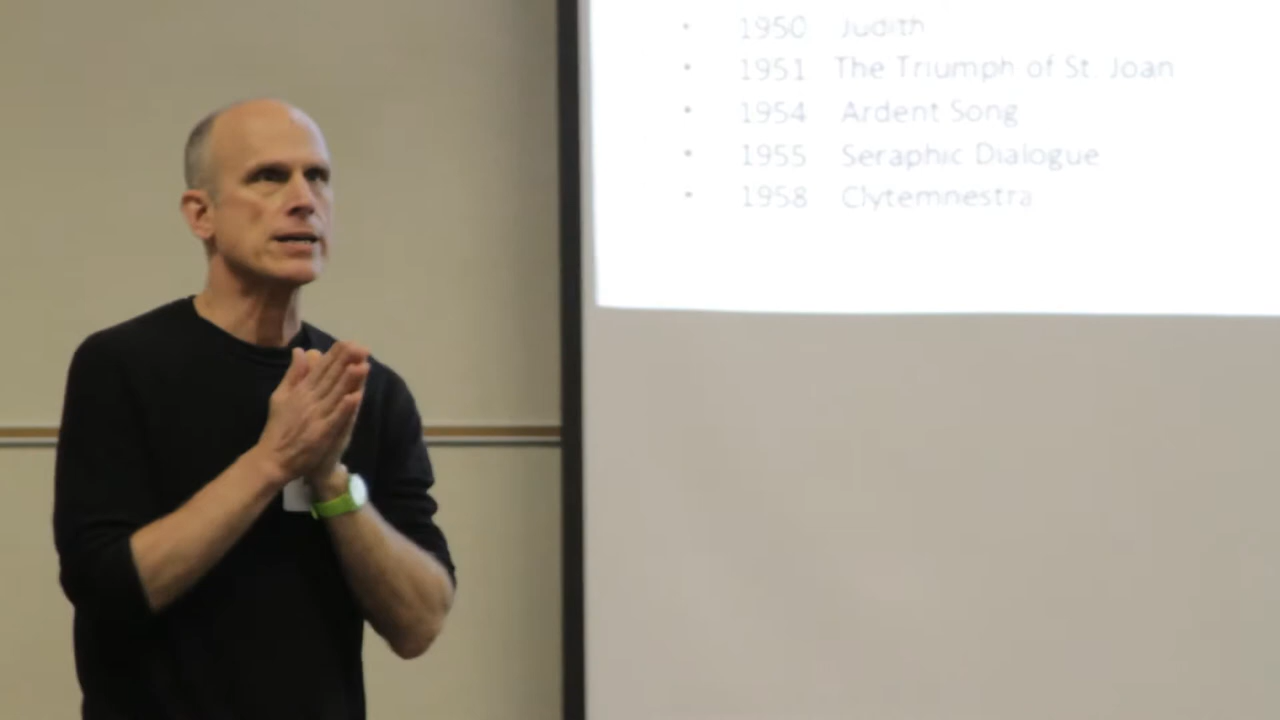 • 1950 Judith
• 1951 The Triumph of St. Joan
• 1954 Ardent Song
• 1955 Seraphic Dialogue
• 1958 Clytemnestra